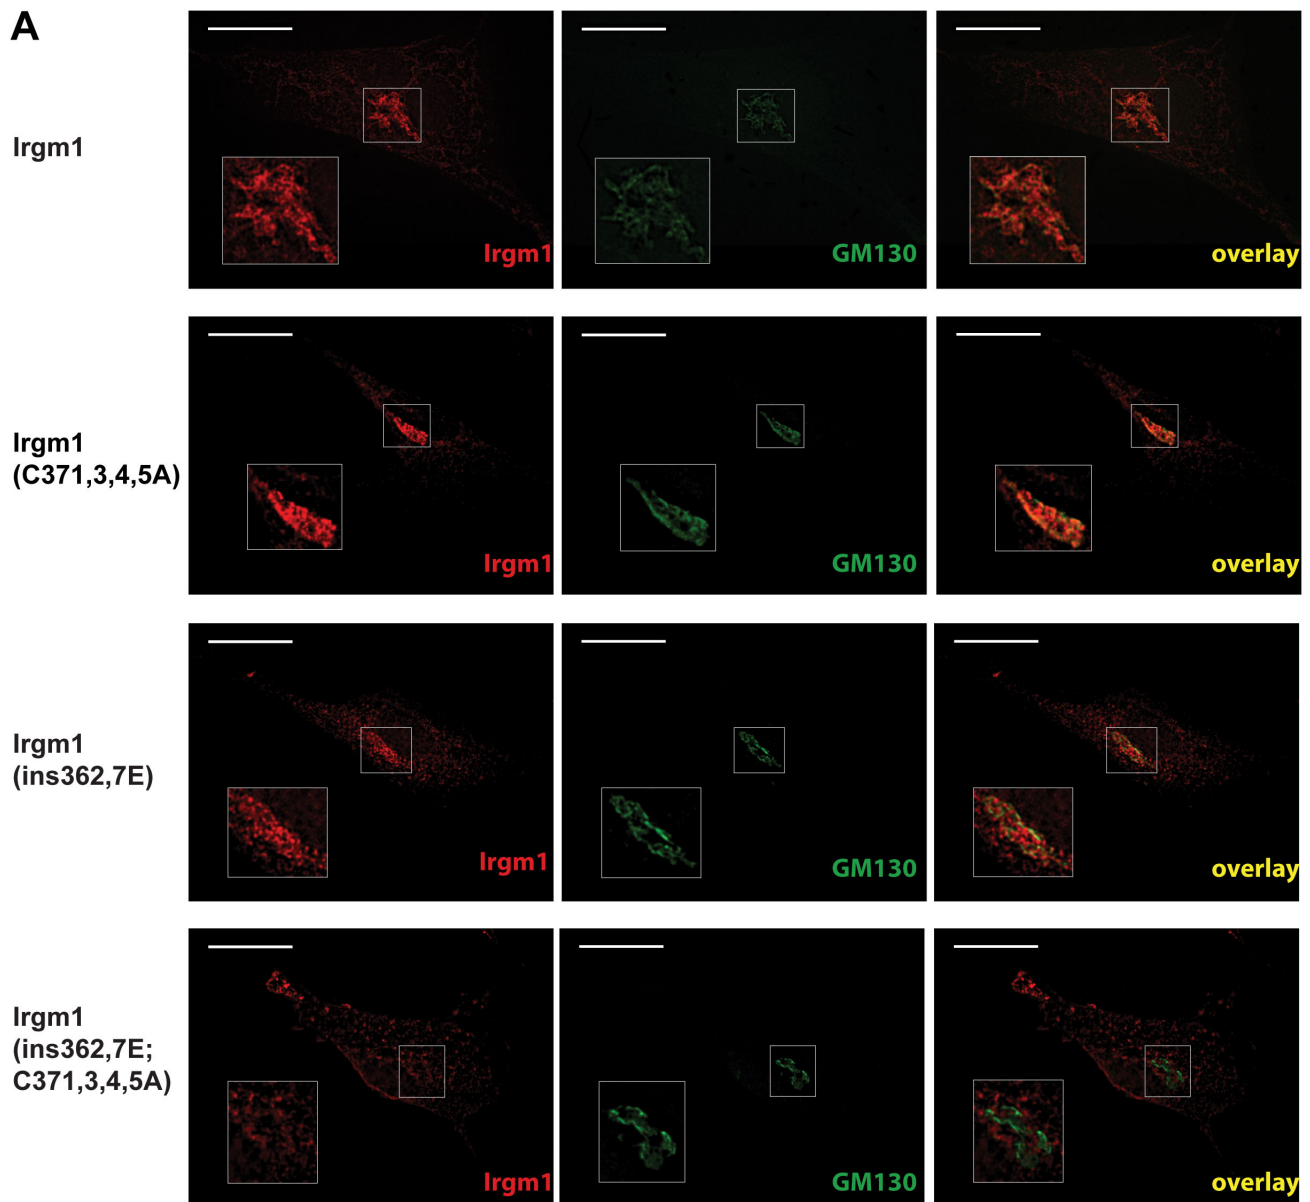 A
Irgm1
Irgm1
GM130
overlay
Irgm1
(C371,3,4,5A)
Irgm1
GM130
overlay
Irgm1
(ins362,7E)
Irgm1
GM130
overlay
Irgm1
(ins362,7E;
C371,3,4,5A)
Irgm1
GM130
overlay